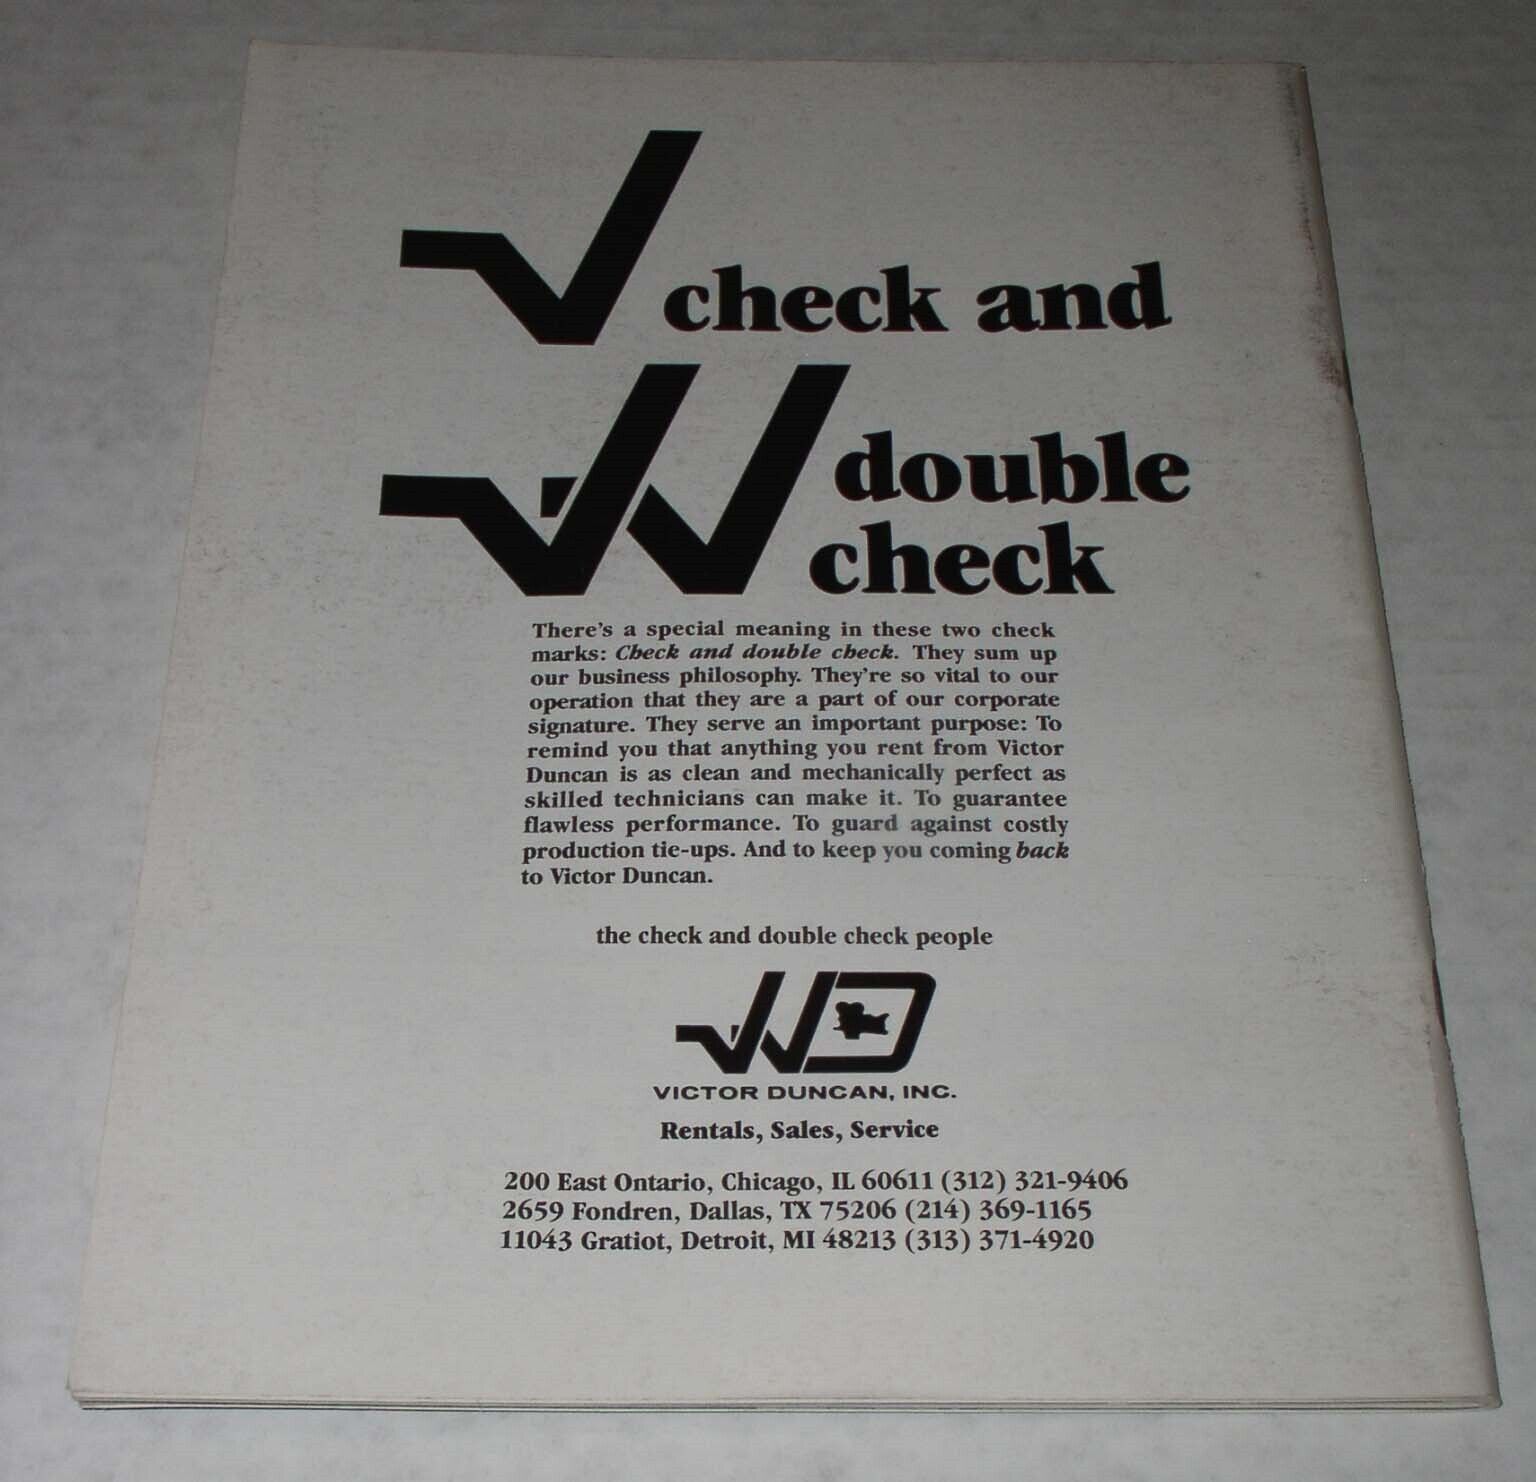 check and
double
check
There's a special meaning in these two check
marks: Check and double check. They sum up
our business philosophy. They're so vital to our
operation that they are a part of our corporate
signature. They serve an important purpose: To
remind you that anything you rent from Victor
Duncan is as clean and mechanically perfect as
skilled technicians can make it. To guarantee
flawless performance. To guard against costly
production tie-ups. And to keep you coming back
to Victor Duncan.
the check and double check people
VD
VICTOR DUNCAN, INC.
Rentals, Sales, Service
200 East Ontario, Chicago, IL 60611 (312) 321-9406
2659 Fondren, Dallas, TX 75206 (214) 369-1165
11043 Gratiot, Detroit, MI 48213 (313) 371-4920